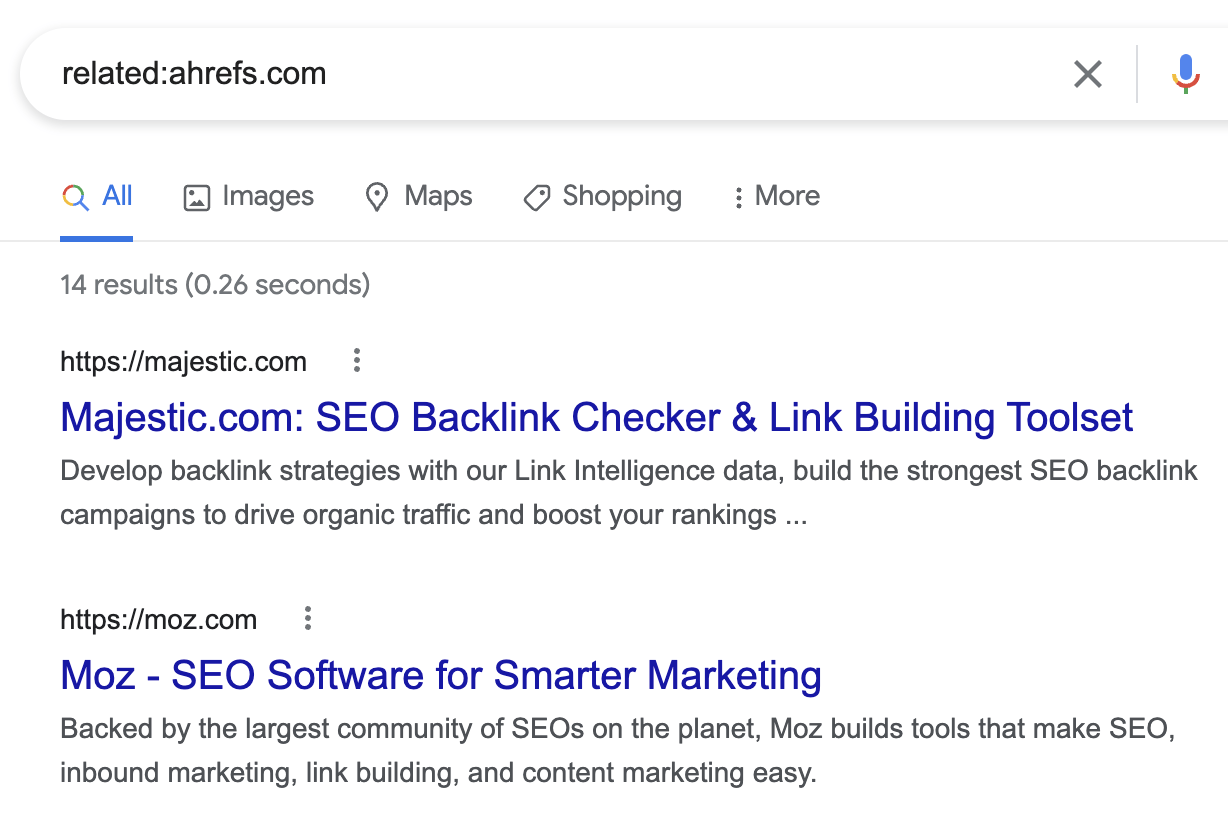 related:ahrefs.com
All Images Maps Shopping More
14 results (0.26 seconds)
https://majestic.com
Majestic.com: SEO Backlink Checker & Link Building Toolset
Develop backlink strategies with our Link Intelligence data, build the strongest SEO backlink
campaigns to drive organic traffic and boost your rankings ...
https://moz.com
Moz - SEO Software for Smarter Marketing
Backed by the largest community of SEOs on the planet, Moz builds tools that make SEO,
inbound marketing, link building, and content marketing easy.